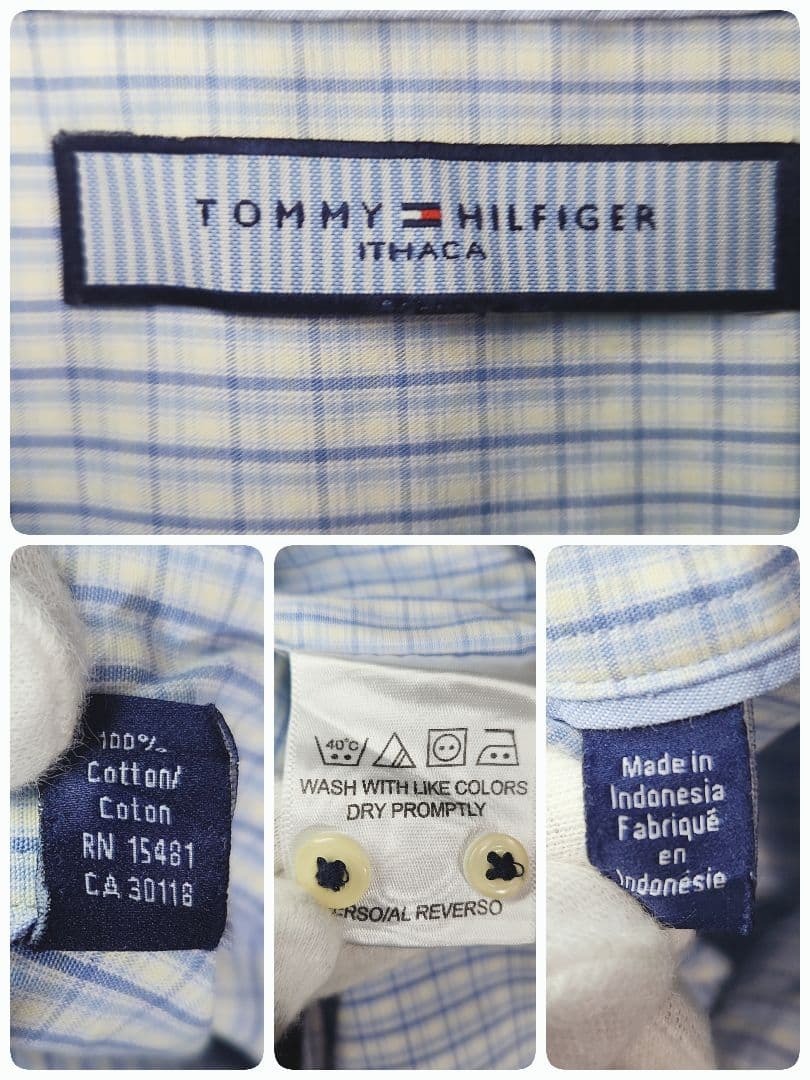 TOMMY HILFIGER
ITHACA
100%
Cotton/
Coton
RN 15481
CA 30118
40°C
WASH WITH LIKE COLORS
DRY PROMPTLY
ERSO/AL REVERSO
Made in
Indonesia
Fabriqué
en
Indonésie